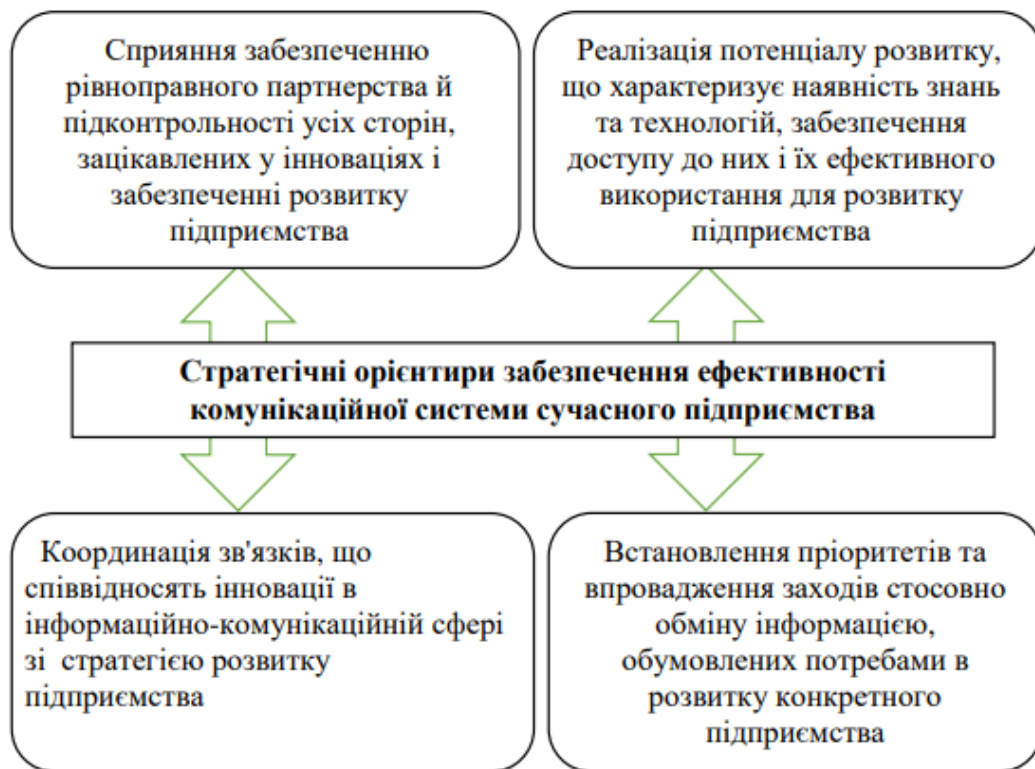 Сприяння забезпеченню
рівноправного партнерства й
підконтрольності усіх сторін,
зацікавлених у інноваціях і
забезпеченні розвитку
підприємства
Реалізація потенціалу розвитку,
що характеризує наявність знань
та технологій, забезпечення
доступу до них і їх ефективного
використання для розвитку
підприємства
Стратегічні орієнтири забезпечення ефективності
комунікаційної системи сучасного підприємства
Координація зв'язків, що
співвідносять інновації в
інформаційно-комунікаційній сфері
зі стратегією розвитку
підприємства
Встановлення пріоритетів та
впровадження заходів стосовно
обміну інформацією,
обумовлених потребами в
розвитку конкретного
підприємства